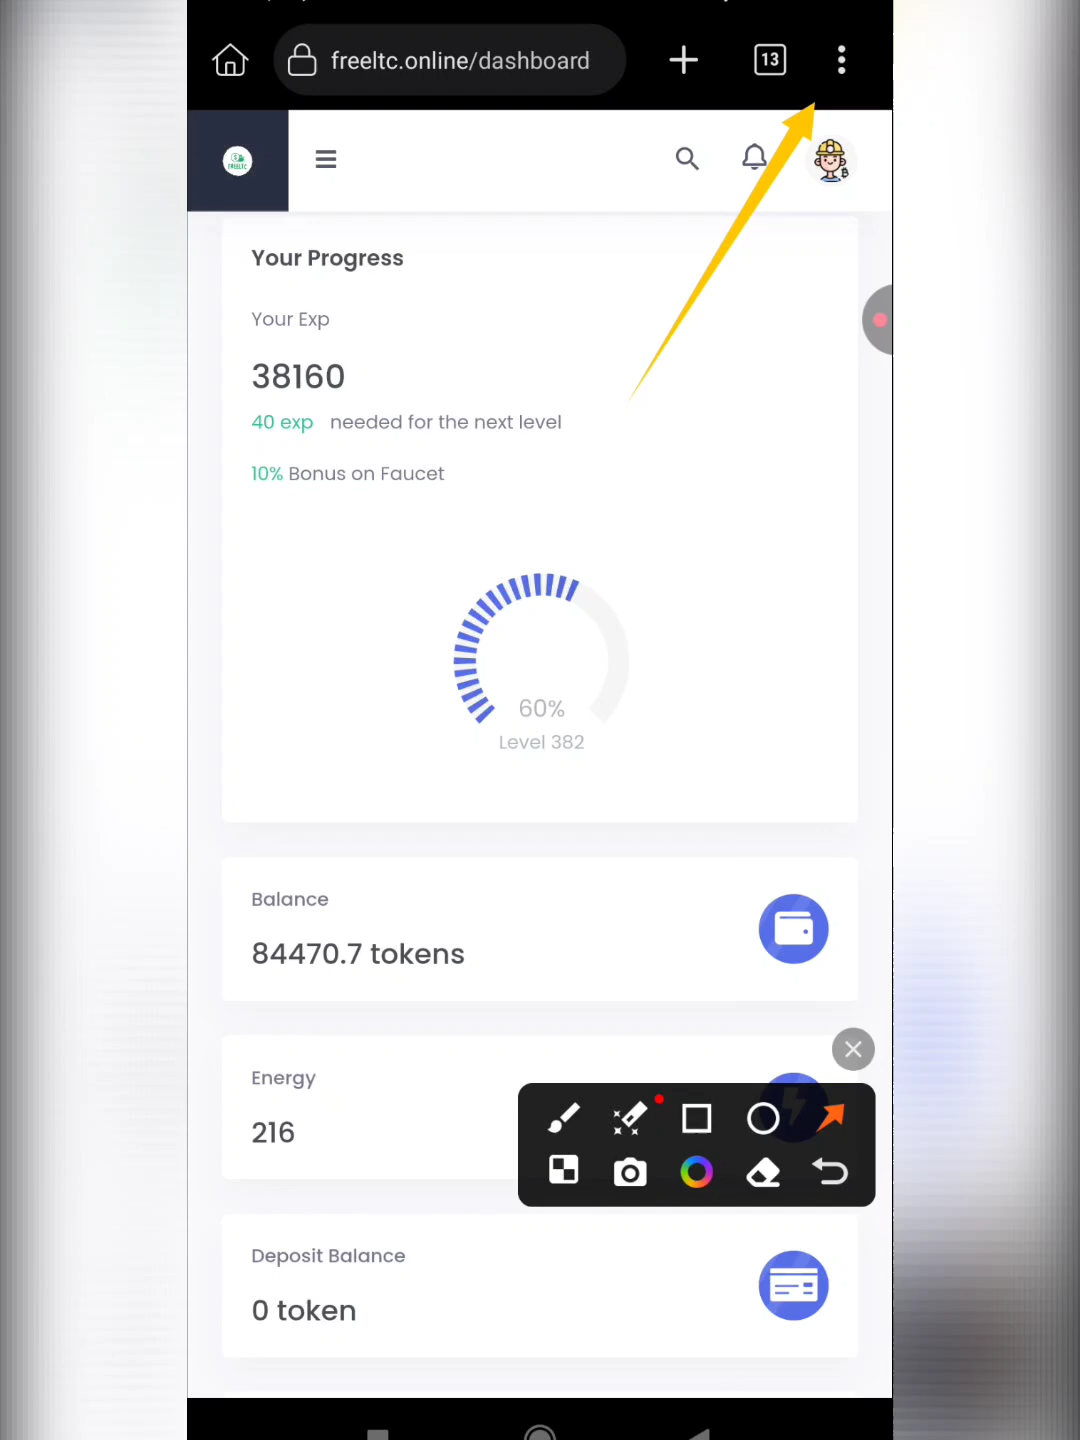 freeltc.online/dashboard
13
FREELTC
Your Progress
Your Exp
38160
40 exp needed for the next level
10% Bonus on Faucet
60%
Level 382
Balance
84470.7 tokens
Energy
216
Deposit Balance
0 token